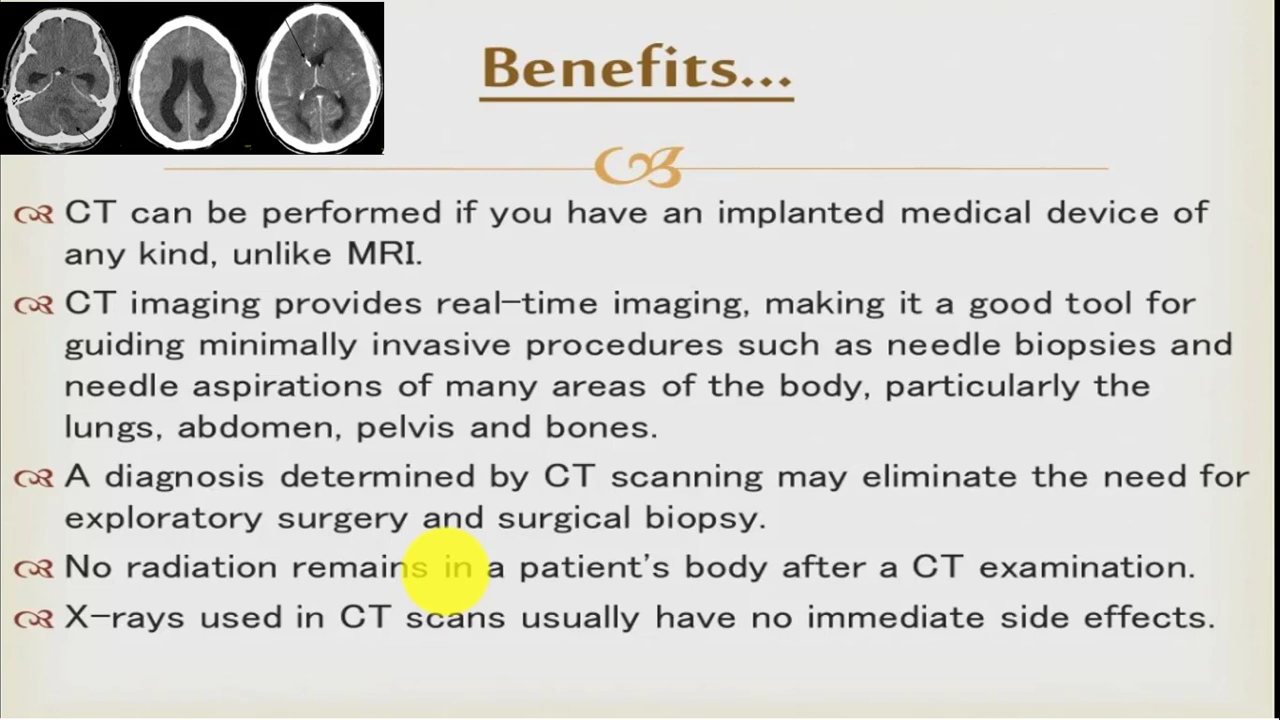 Benefits...
CT can be performed if you have an implanted medical device of
any kind, unlike MRI.
CT imaging provides real-time imaging, making it a good tool for
guiding minimally invasive procedures such as needle biopsies and
needle aspirations of many areas of the body, particularly the
lungs, abdomen, pelvis and bones.
A diagnosis determined by CT scanning may eliminate the need for
exploratory surgery and surgical biopsy.
No radiation remains in a patient's body after a CT examination.
X-rays used in CT scans usually have no immediate side effects.